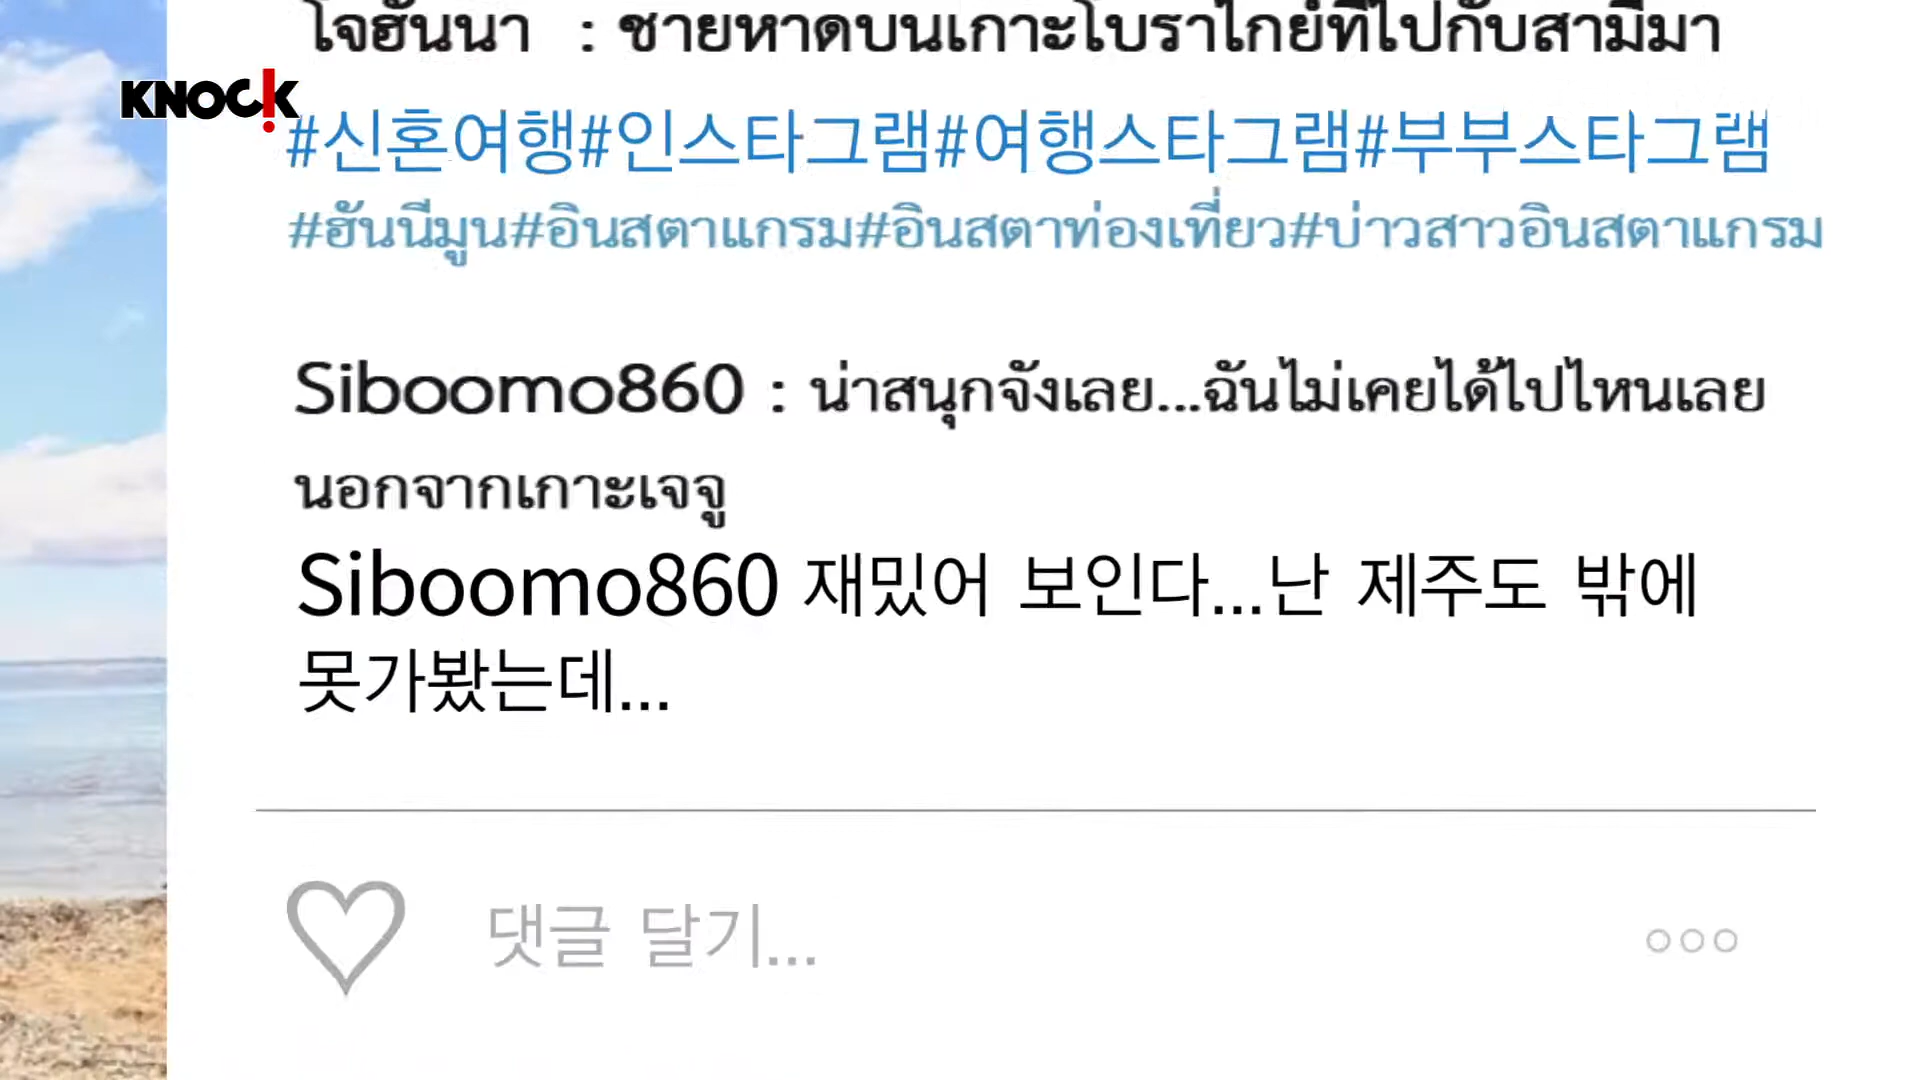 โจฮันนา : ชายหาดบนเกาะโบราไกย์ที่ไปกับสามีมา
KNOCK
#신혼여행#인스타그램#여행스타그램#부부스타그램
#ฮันนีมูน#อินสตาแกรม#อินสตาท่องเที่ยว#บ่าวสาวอินสตาแกรม
Siboomo860 : น่าสนุกจังเลย...ฉันไม่เคยได้ไปไหนเลย
นอกจากเกาะเจจู
Siboomo860 재밌어 보인다...난 제주도 밖에
못가봤는데...
댓글 달기...